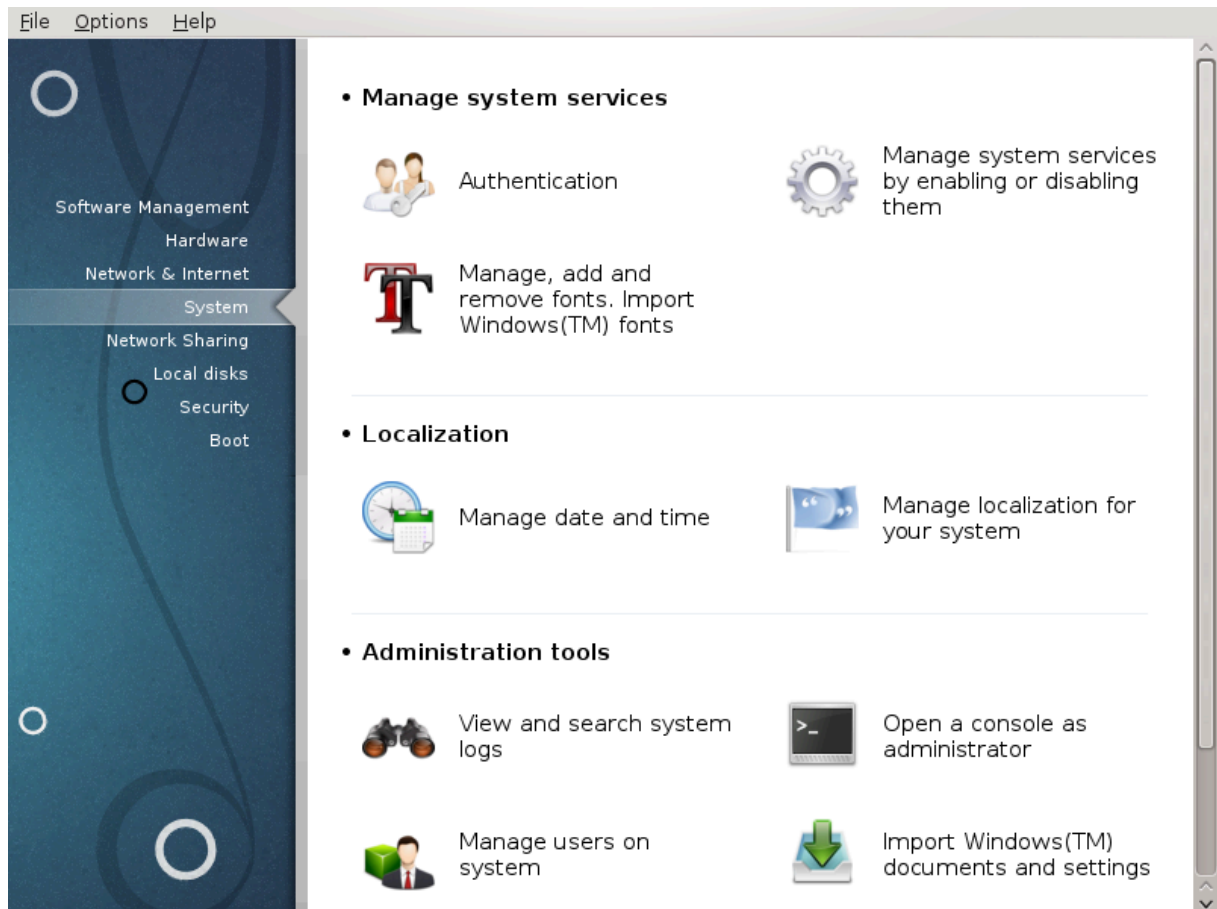 File Options Help
Software Management
Hardware
Network & Internet
System
Network Sharing
Local disks
Security
Boot
• Manage system services
Authentication
Manage system services
by enabling or disabling
them
Manage, add and
remove fonts. Import
Windows(TM) fonts
• Localization
Manage date and time
Manage localization for
your system
• Administration tools
View and search system
logs
>_
Open a console as
administrator
Manage users on
system
Import Windows(TM)
documents and settings